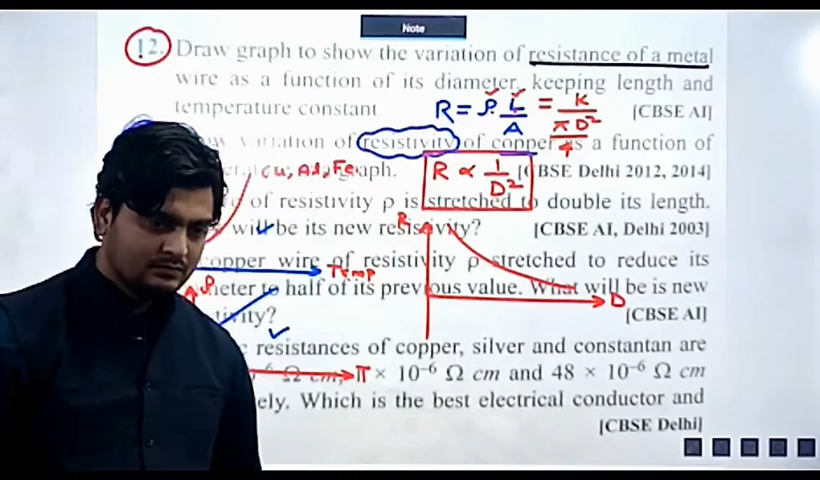 Note
12. Draw graph to show the variation of resistance of a metal
wire as a function of its diameter, keeping length and
temperature constant. [CBSE AI]
R = ρ. L/A = K/(πD²/4)
variation of resistivity of copper as a function of
graph. [CBSE Delhi 2012, 2014]
Cu, Al, Fe
R ∝ 1/D²
of resistivity ρ is stretched to double its length.
will be its new resistivity? [CBSE AI, Delhi 2003]
R
copper wire of resistivity ρ stretched to reduce its
Temp
ρ
to half of its previous value. What will be is new
D
[CBSE AI]
resistances of copper, silver and constantan are
Ω cm, × 10⁻⁶ Ω cm and 48 × 10⁻⁶ Ω cm
T
ely. Which is the best electrical conductor and
[CBSE Delhi]